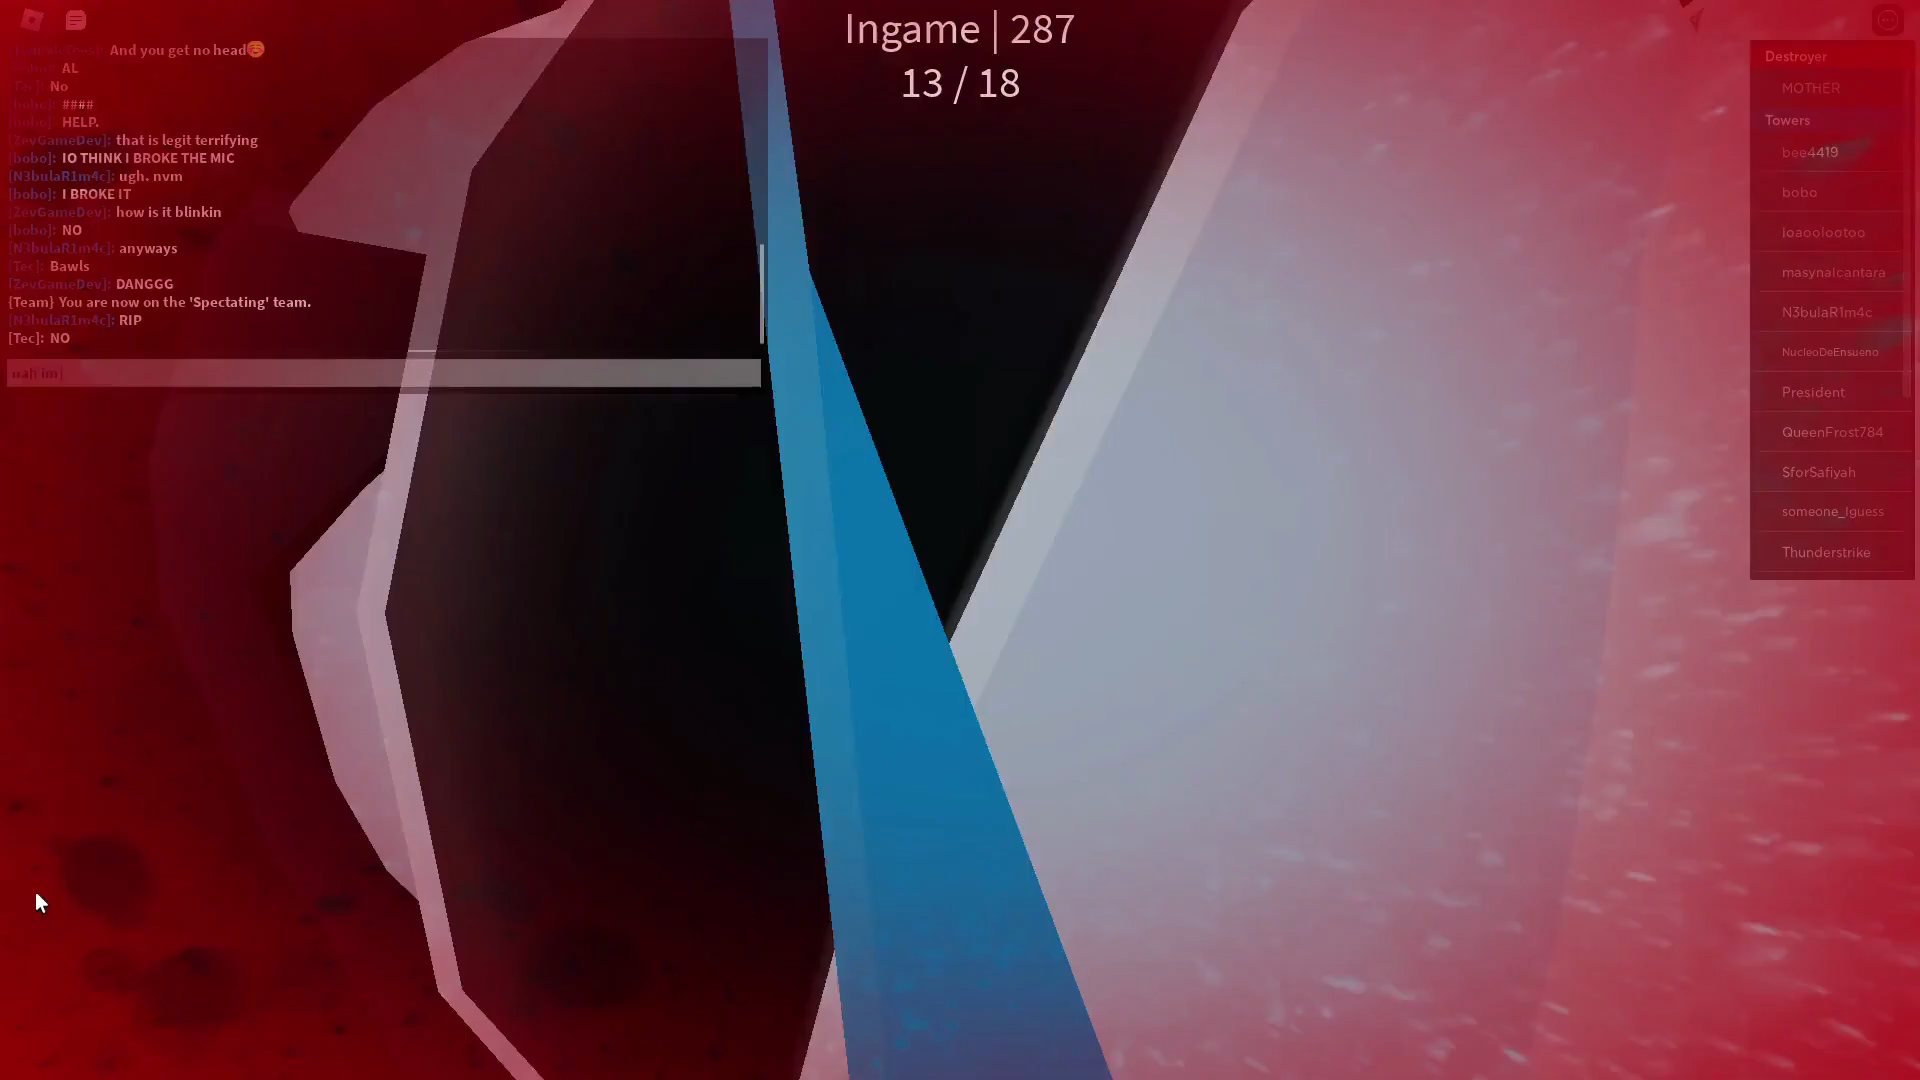 Ingame | 287
13 / 18
And you get no head
AL
[Tec]: No
[bobo]: ####
[bobo]: HELP.
[ZevGameDev]: that is legit terrifying
[bobo]: IO THINK I BROKE THE MIC
[N3bulaR1m4c]: ugh. nvm
[bobo]: I BROKE IT
[ZevGameDev]: how is it blinkin
[bobo]: NO
[N3bulaR1m4c]: anyways
[Tec]: Bawls
[ZevGameDev]: DANGGG
{Team} You are now on the 'Spectating' team.
[N3bulaR1m4c]: RIP
[Tec]: NO
Destroyer
MOTHER
Towers
bee4419
bobo
masynalcantara
N3bulaR1m4c
NucleoDeEnsueno
President
QueenFrost784
SforSafiyah
someone_Iguess
Thunderstrike